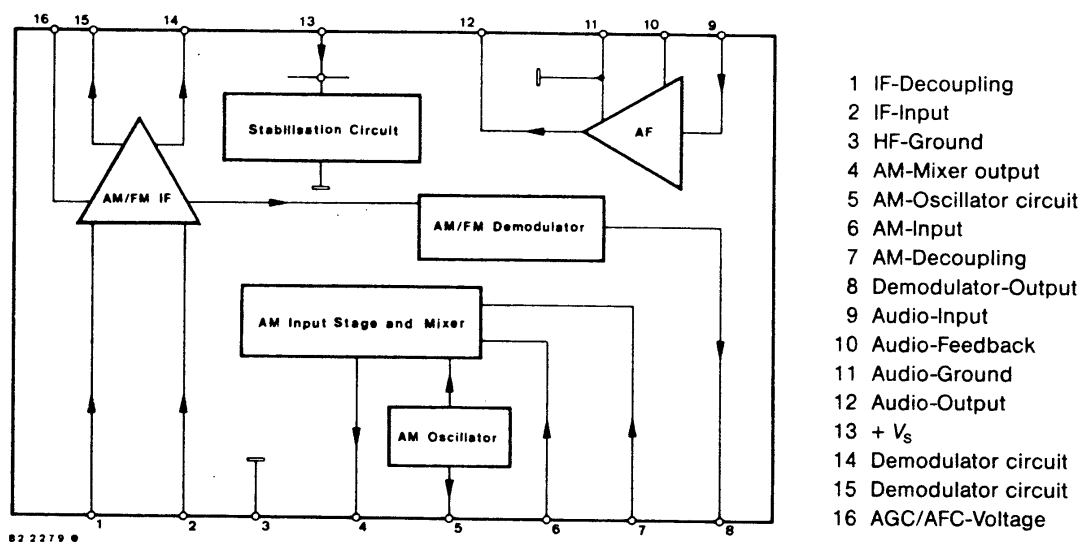 16 15 14 13 12 11 10 9
Stabilisation Circuit
AF
AM/FM IF
AM/FM Demodulator
AM Input Stage and Mixer
AM Oscillator
1 2 3 4 5 6 7 8
82 2279
1 IF-Decoupling
2 IF-Input
3 HF-Ground
4 AM-Mixer output
5 AM-Oscillator circuit
6 AM-Input
7 AM-Decoupling
8 Demodulator-Output
9 Audio-Input
10 Audio-Feedback
11 Audio-Ground
12 Audio-Output
13 + Vs
14 Demodulator circuit
15 Demodulator circuit
16 AGC/AFC-Voltage